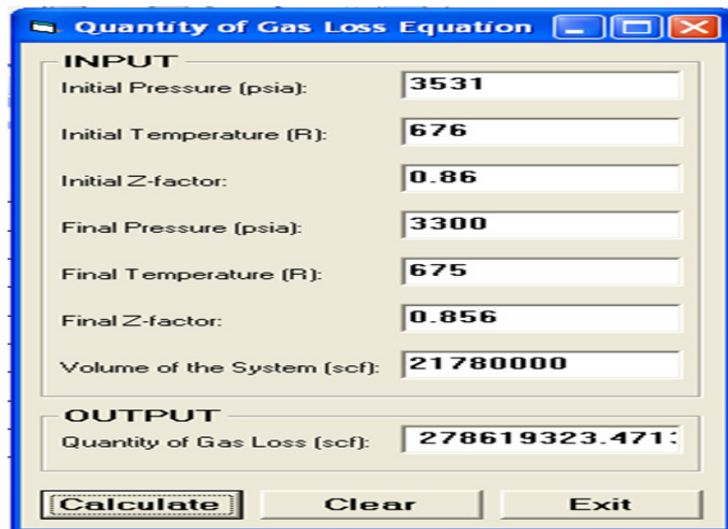 Quantity of Gas Loss Equation
INPUT
Initial Pressure (psia): 3531
Initial Temperature (R): 676
Initial Z-factor: 0.86
Final Pressure (psia): 3300
Final Temperature (R): 675
Final Z-factor: 0.856
Volume of the System (scf): 21780000
OUTPUT
Quantity of Gas Loss (scf): 278619323.471
Calculate Clear Exit